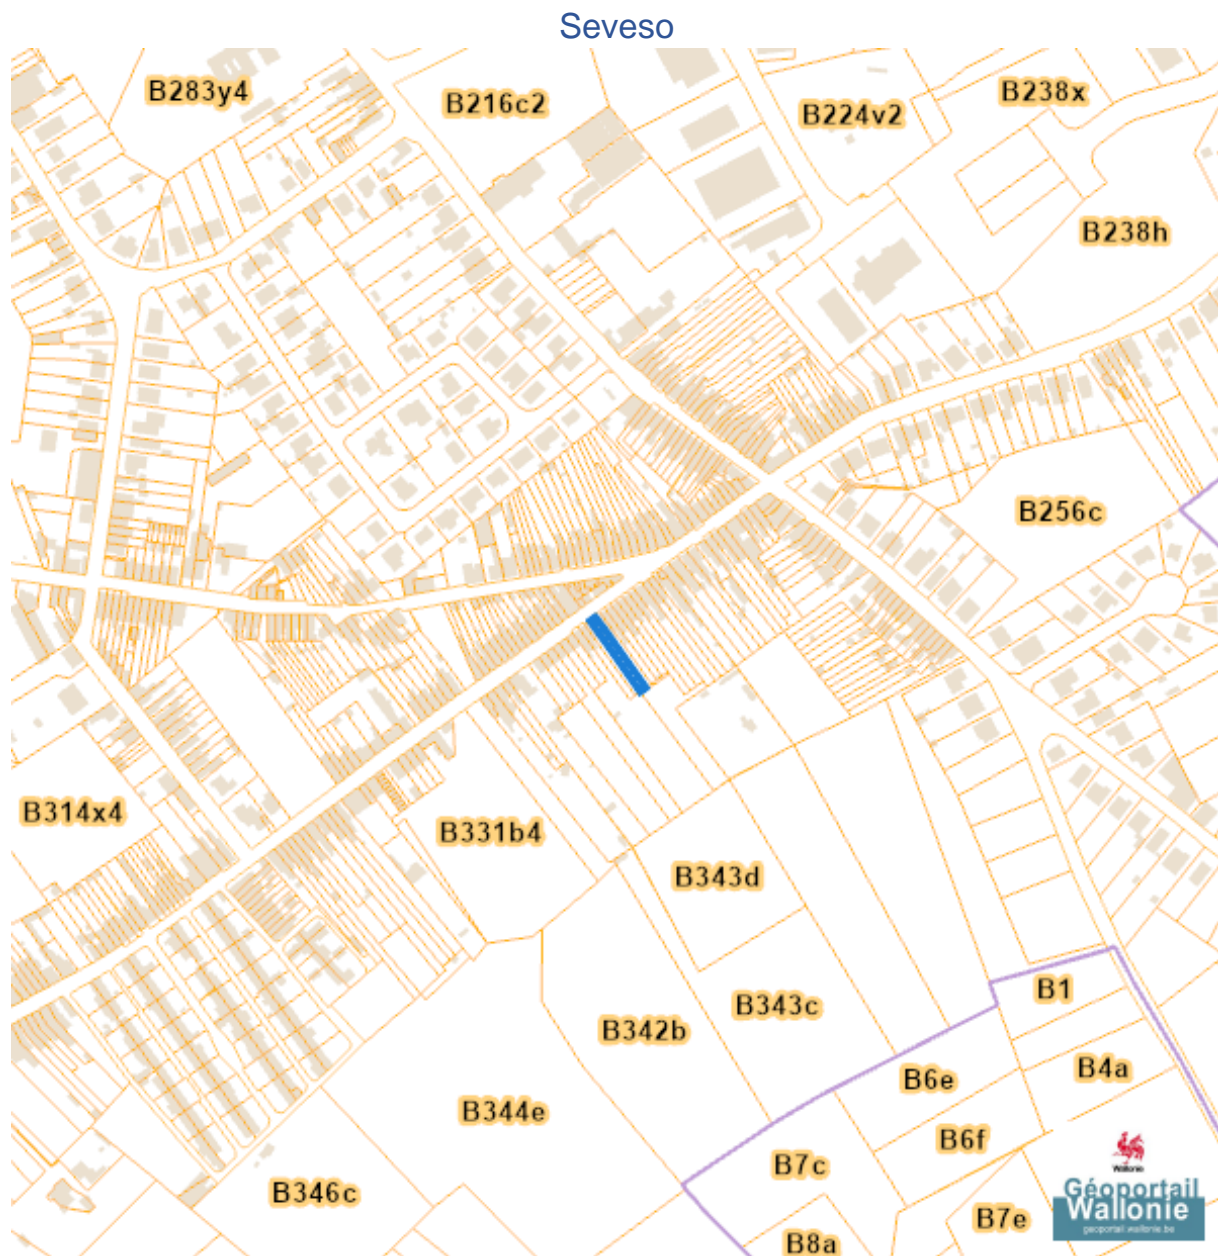 Seveso
B283y4
B216c2
B224v2
B238x
B238h
B256c
B314x4
B331b4
B343d
B343c
B1
B342b
B6e
B4a
B344e
B6f
B7c
B346c
B7e
B8a
Wallonie
Géoportail
Wallonie
geoportail.wallonie.be